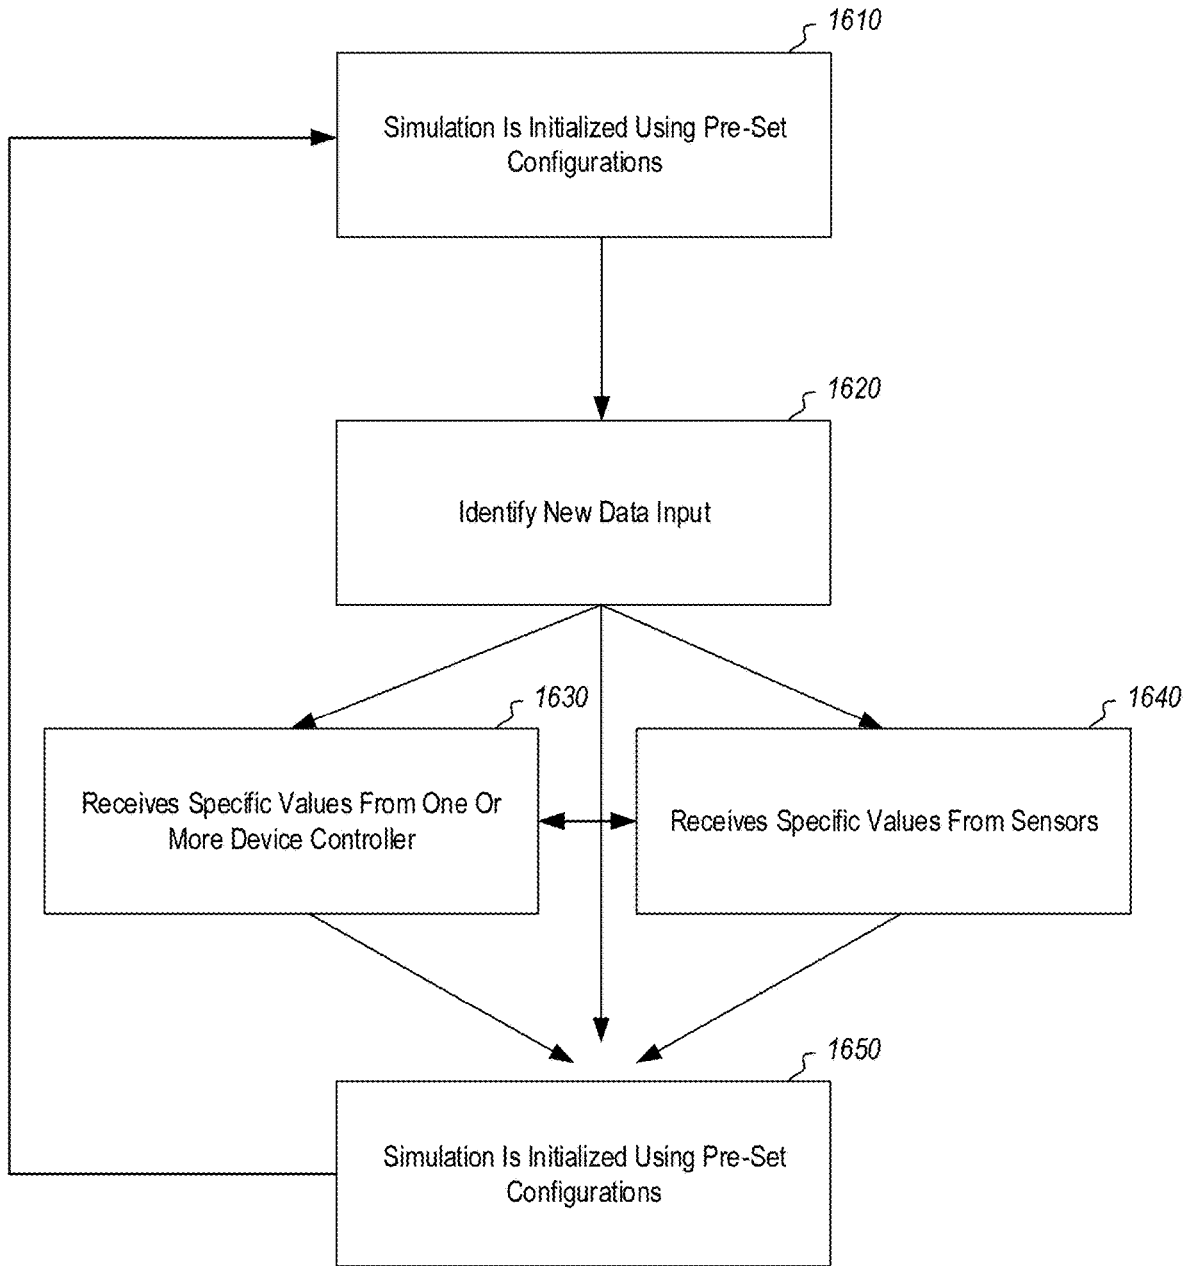 1610
Simulation Is Initialized Using Pre-Set
Configurations
1620
Identify New Data Input
1630
Receives Specific Values From One Or
More Device Controller
1640
Receives Specific Values From Sensors
1650
Simulation Is Initialized Using Pre-Set
Configurations